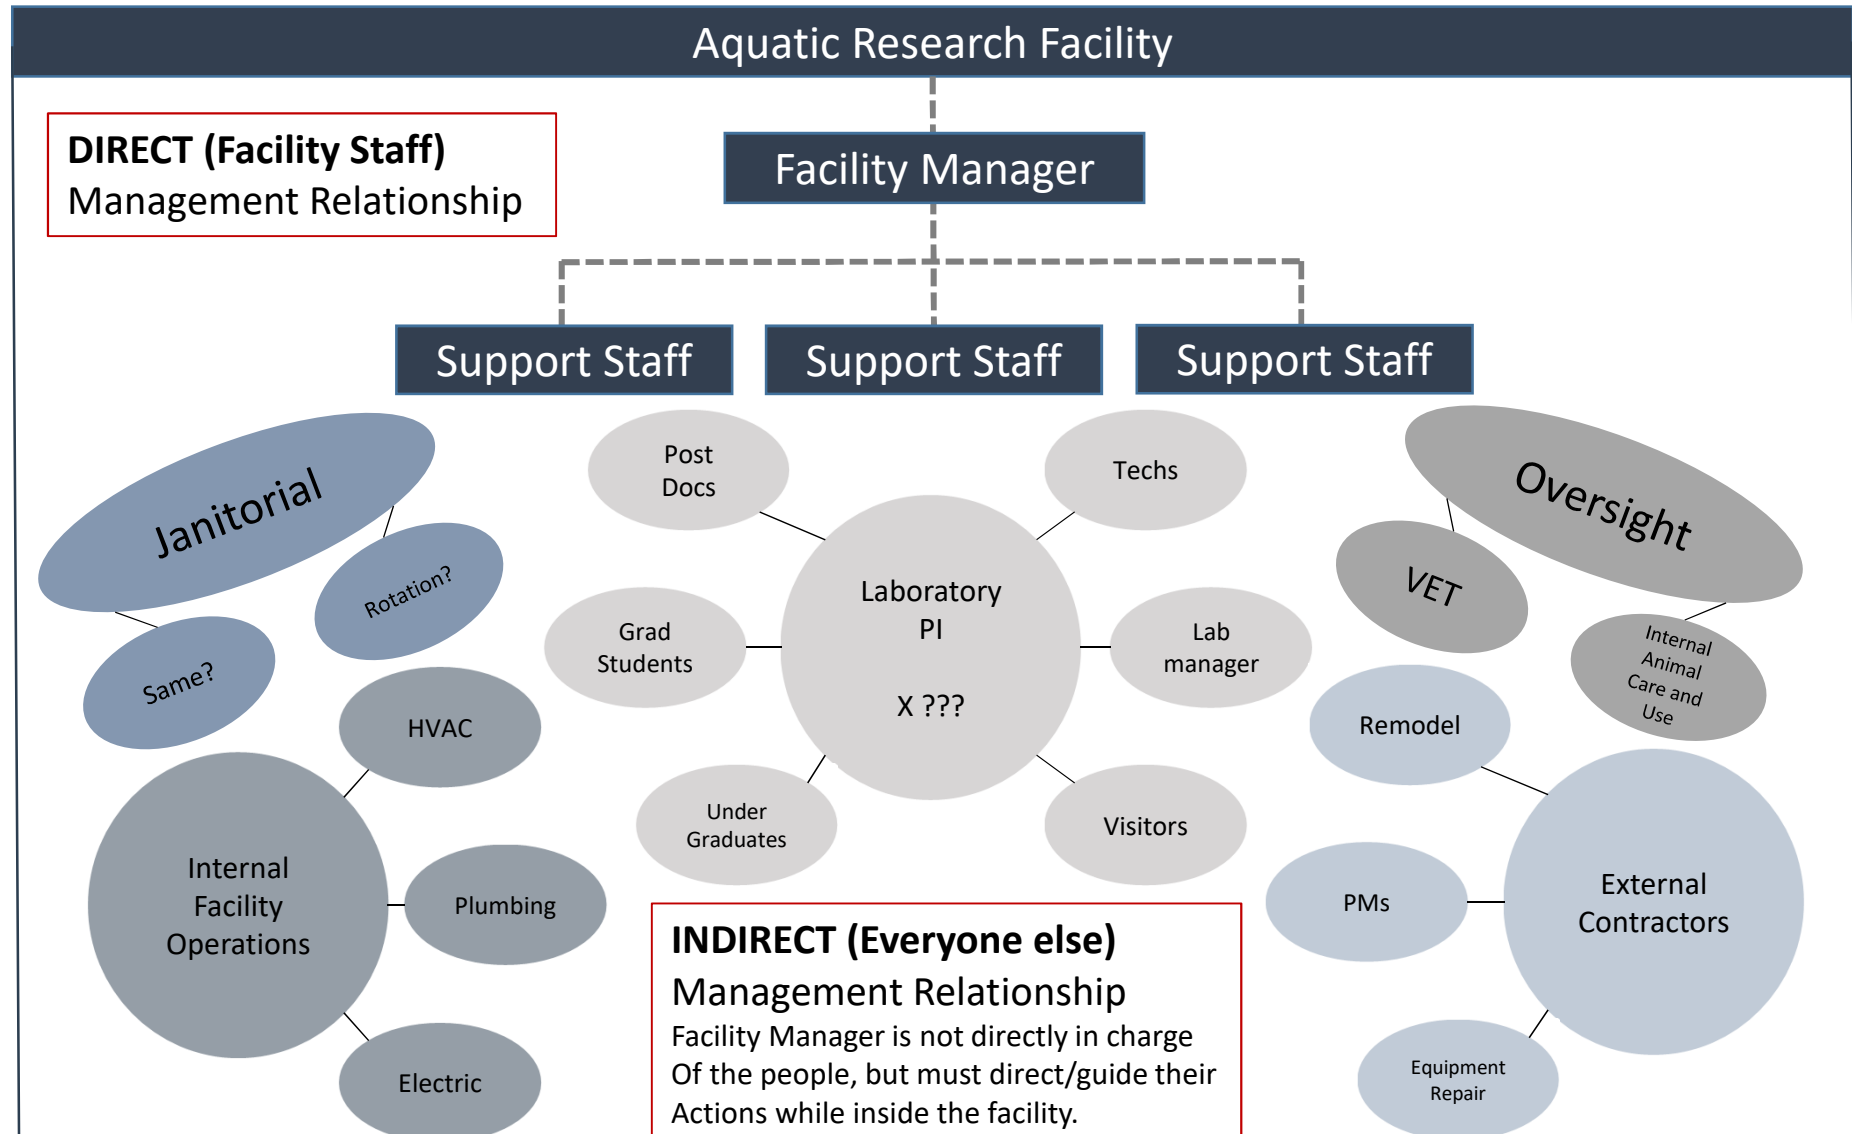 Aquatic Research Facility
DIRECT (Facility Staff)
Management Relationship
Facility Manager
Support Staff
Support Staff
Support Staff
Janitorial
Rotation?
Same?
Post
Docs
Techs
Laboratory
PI
X ???
Grad
Students
Lab
manager
Under
Graduates
Visitors
Oversight
VET
Internal
Animal
Care and
Use
HVAC
Internal
Facility
Operations
Plumbing
Electric
Remodel
PMs
External
Contractors
Equipment
Repair
INDIRECT (Everyone else)
Management Relationship
Facility Manager is not directly in charge
Of the people, but must direct/guide their
Actions while inside the facility.